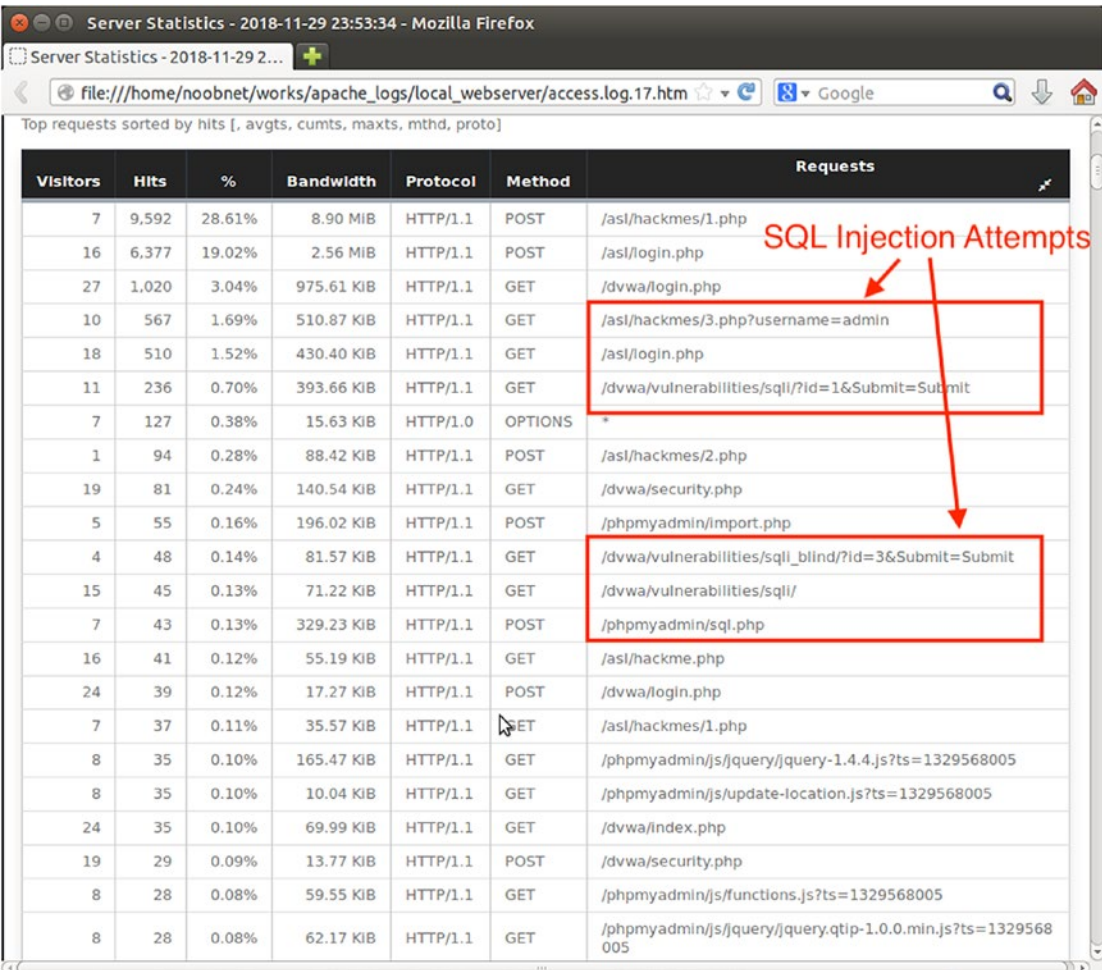 Server Statistics - 2018-11-29 23:53:34 - Mozilla Firefox
Server Statistics - 2018-11-29 2...
file:///home/noobnet/works/apache_logs/local_webserver/access.log.17.htm
Google
Top requests sorted by hits [, avgts, cumts, maxts, mthd, proto]
Visitors Hits % Bandwidth Protocol Method Requests
7 9,592 28.61% 8.90 MiB HTTP/1.1 POST /asl/hackmes/1.php
SQL Injection Attempts
16 6,377 19.02% 2.56 MiB HTTP/1.1 POST /asl/login.php
27 1,020 3.04% 975.61 KiB HTTP/1.1 GET /dvwa/login.php
10 567 1.69% 510.87 KiB HTTP/1.1 GET /asl/hackmes/3.php?username=admin
18 510 1.52% 430.40 KiB HTTP/1.1 GET /asl/login.php
11 236 0.70% 393.66 KiB HTTP/1.1 GET /dvwa/vulnerabilities/sqli/?id=1&Submit=Submit
7 127 0.38% 15.63 KiB HTTP/1.0 OPTIONS *
1 94 0.28% 88.42 KiB HTTP/1.1 POST /asl/hackmes/2.php
19 81 0.24% 140.54 KiB HTTP/1.1 GET /dvwa/security.php
5 55 0.16% 196.02 KiB HTTP/1.1 POST /phpmyadmin/import.php
4 48 0.14% 81.57 KiB HTTP/1.1 GET /dvwa/vulnerabilities/sqli_blind/?id=3&Submit=Submit
15 45 0.13% 71.22 KiB HTTP/1.1 GET /dvwa/vulnerabilities/sqli/
7 43 0.13% 329.23 KiB HTTP/1.1 POST /phpmyadmin/sql.php
16 41 0.12% 55.19 KiB HTTP/1.1 GET /asl/hackme.php
24 39 0.12% 17.27 KiB HTTP/1.1 POST /dvwa/login.php
7 37 0.11% 35.57 KiB HTTP/1.1 GET /asl/hackmes/1.php
8 35 0.10% 165.47 KiB HTTP/1.1 GET /phpmyadmin/js/jquery/jquery-1.4.4.js?ts=1329568005
8 35 0.10% 10.04 KiB HTTP/1.1 GET /phpmyadmin/js/update-location.js?ts=1329568005
24 35 0.10% 69.99 KiB HTTP/1.1 GET /dvwa/index.php
19 29 0.09% 13.77 KiB HTTP/1.1 POST /dvwa/security.php
8 28 0.08% 59.55 KiB HTTP/1.1 GET /phpmyadmin/js/functions.js?ts=1329568005
8 28 0.08% 62.17 KiB HTTP/1.1 GET /phpmyadmin/js/jquery/jquery.qtip-1.0.0.min.js?ts=1329568
005